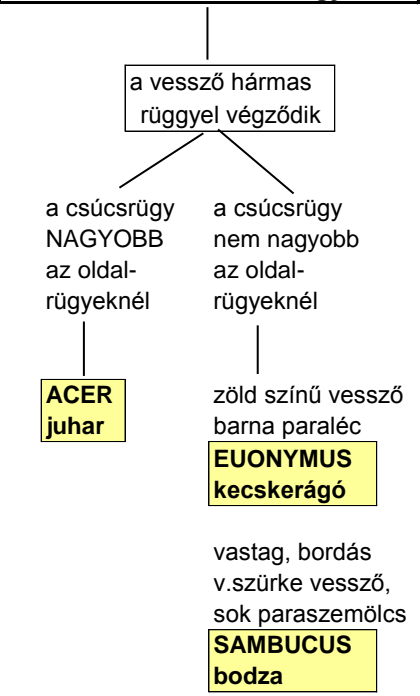 a vessző hármas
rüggyel végződik
a csúcsrügy
NAGYOBB
az oldal-
rügyeknél
ACER
juhar
a csúcsrügy
nem nagyobb
az oldal-
rügyeknél
zöld színű vessző
barna paraléc
EUONYMUS
kecskerágó
vastag, bordás
v.szürke vessző,
sok paraszemölcs
SAMBUCUS
bodza